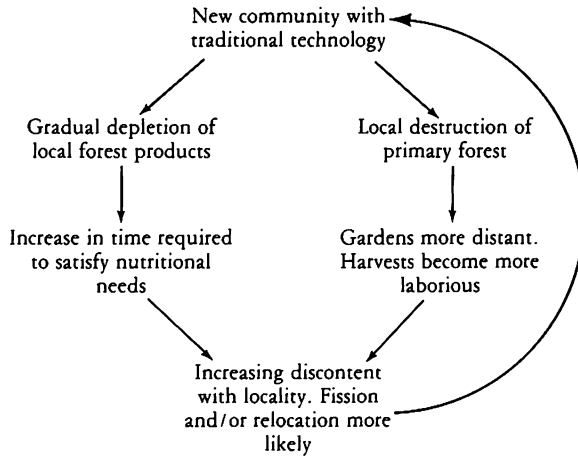 New community with
traditional technology
Gradual depletion of
local forest products
Local destruction of
primary forest
Increase in time required
to satisfy nutritional
needs
Gardens more distant.
Harvests become more
laborious
Increasing discontent
with locality. Fission
and/or relocation more
likely